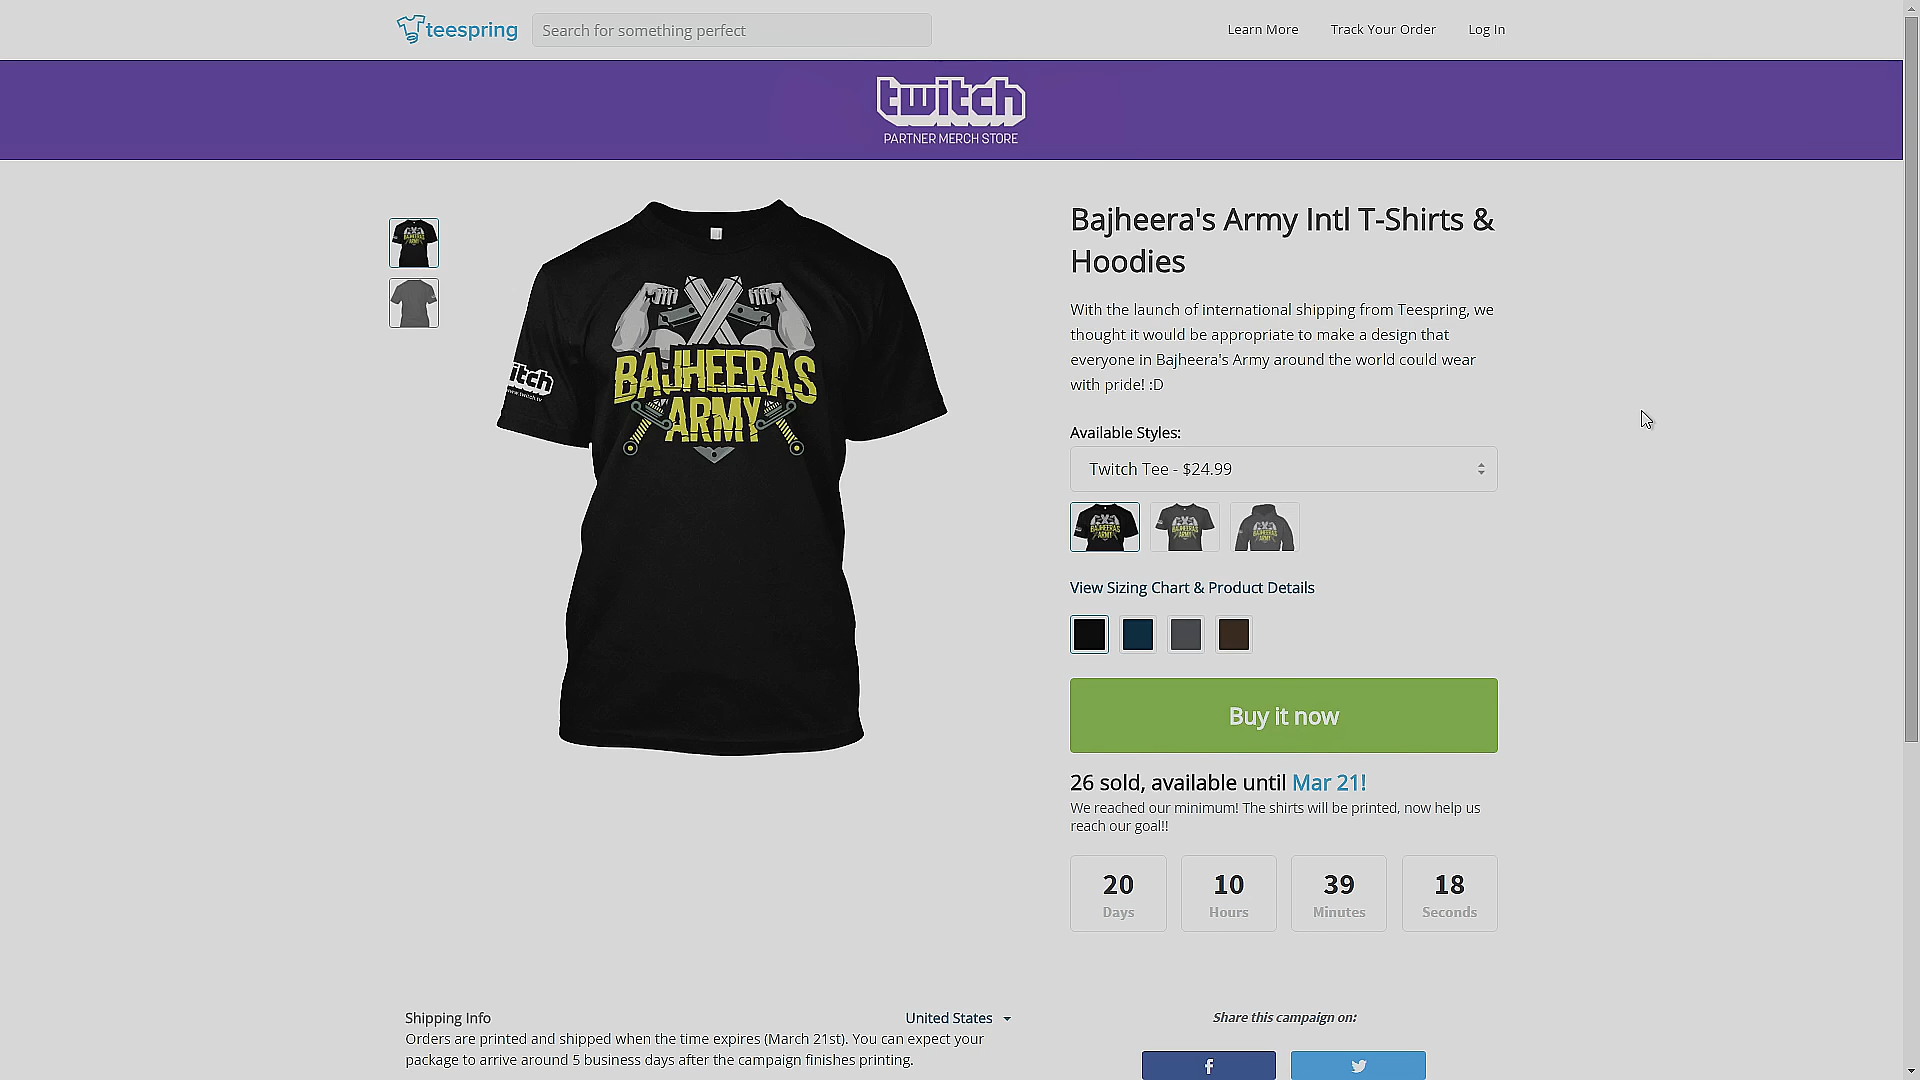 teespring
Search for something perfect
Learn More
Track Your Order
Log In
twitch
PARTNER MERCH STORE
Bajheera's Army Intl T-Shirts &
Hoodies
With the launch of international shipping from Teespring, we
thought it would be appropriate to make a design that
everyone in Bajheera's Army around the world could wear
with pride! :D
itch
www.twitch.tv
BAJHEERAS
ARMY
Available Styles:
Twitch Tee - $24.99
View Sizing Chart & Product Details
Buy it now
26 sold, available until Mar 21!
We reached our minimum! The shirts will be printed, now help us
reach our goal!!
20
Days
10
Hours
39
Minutes
18
Seconds
Shipping Info
United States
Orders are printed and shipped when the time expires (March 21st). You can expect your
package to arrive around 5 business days after the campaign finishes printing.
Share this campaign on: